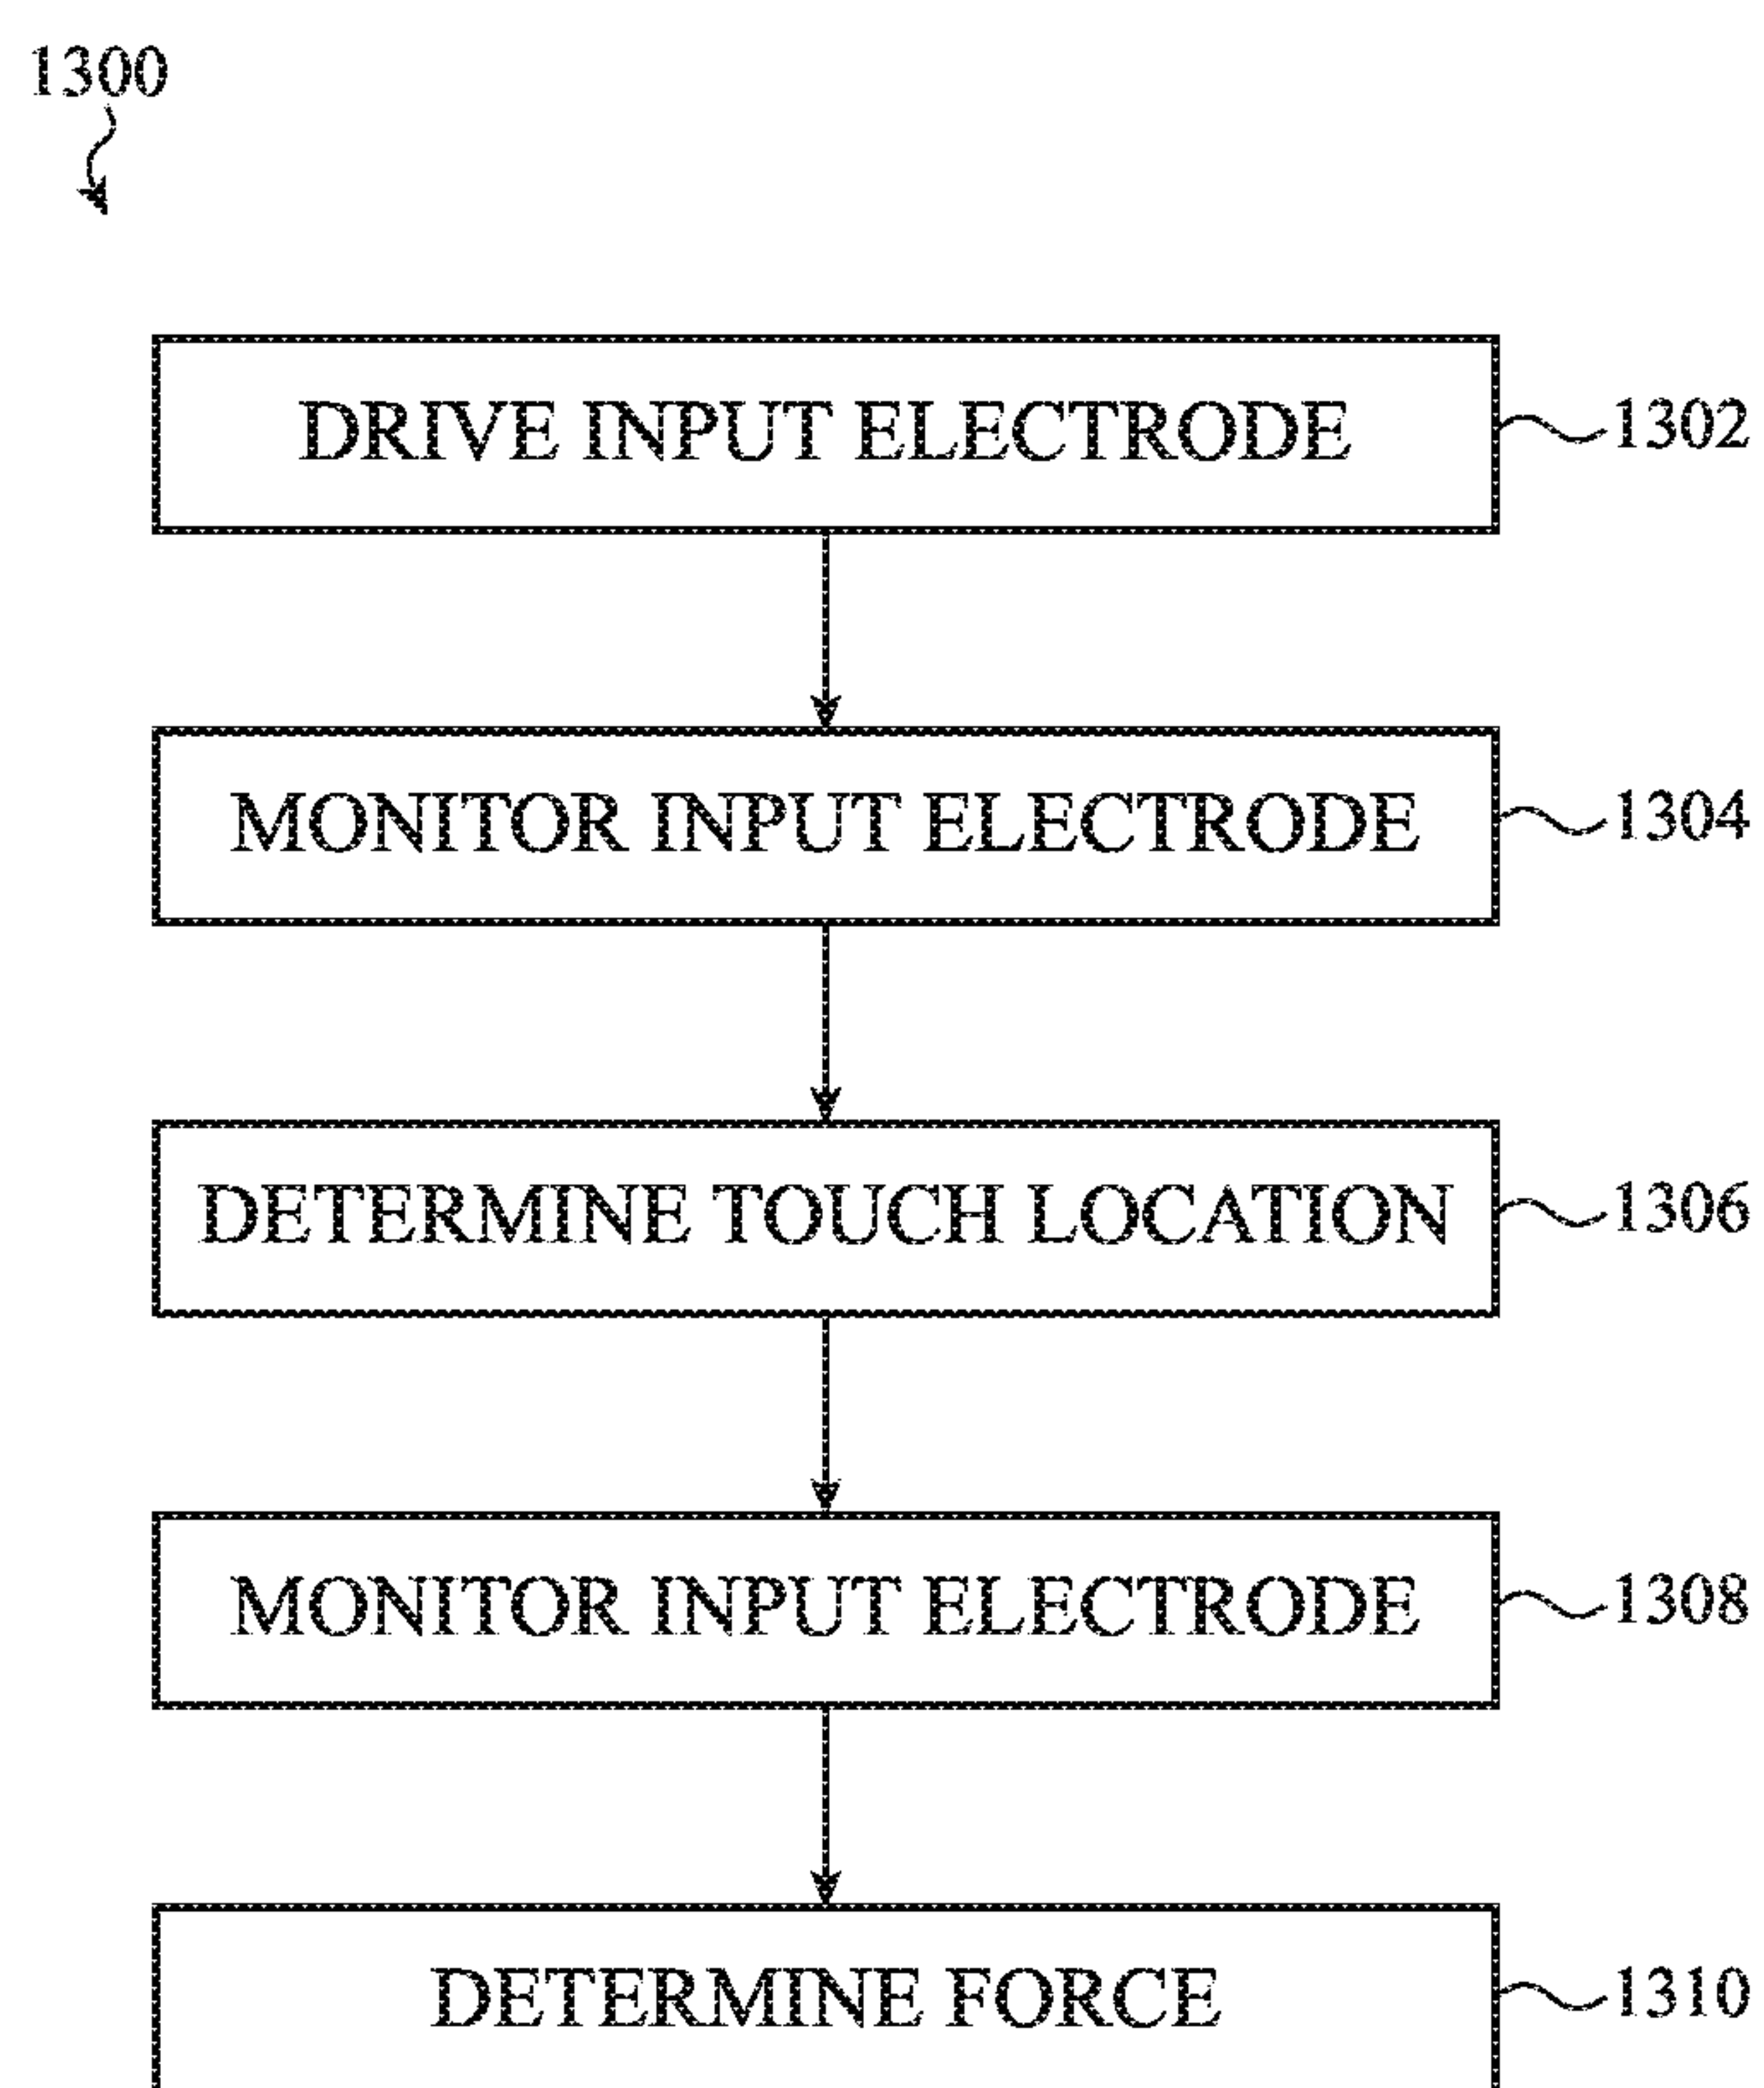 1300
DRIVE INPUT ELECTRODE
1302
MONITOR INPUT ELECTRODE
1304
DETERMINE TOUCH LOCATION
1306
MONITOR INPUT ELECTRODE
1308
DETERMINE FORCE
1310